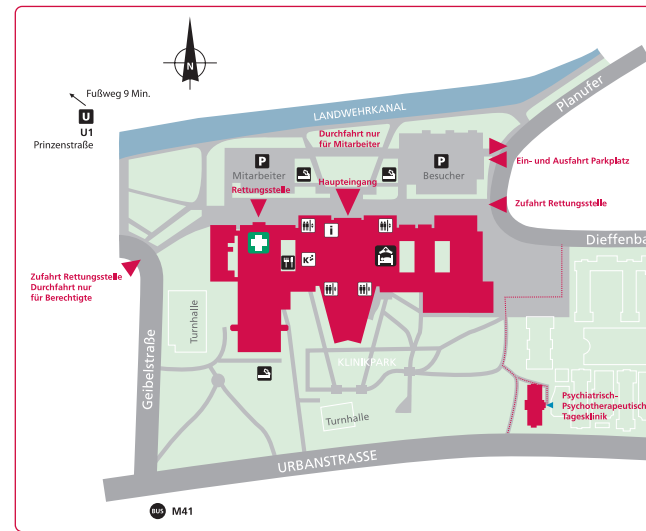 N
Fußweg 9 Min.
U
U1
Prinzenstraße
LANDWEHRKANAL
Planufer
Durchfahrt nur
für Mitarbeiter
P
Mitarbeiter
P
Besucher
Ein- und Ausfahrt Parkplatz
Rettungsstelle
Haupteingang
Zufahrt Rettungsstelle
i
K
Dieffenba
Zufahrt Rettungsstelle
Durchfahrt nur
für Berechtigte
Turnhalle
Geibelstraße
KLINIKPARK
Turnhalle
Psychiatrisch-
Psychotherapeutisch
Tagesklinik
URBANSTRASSE
BUS M41